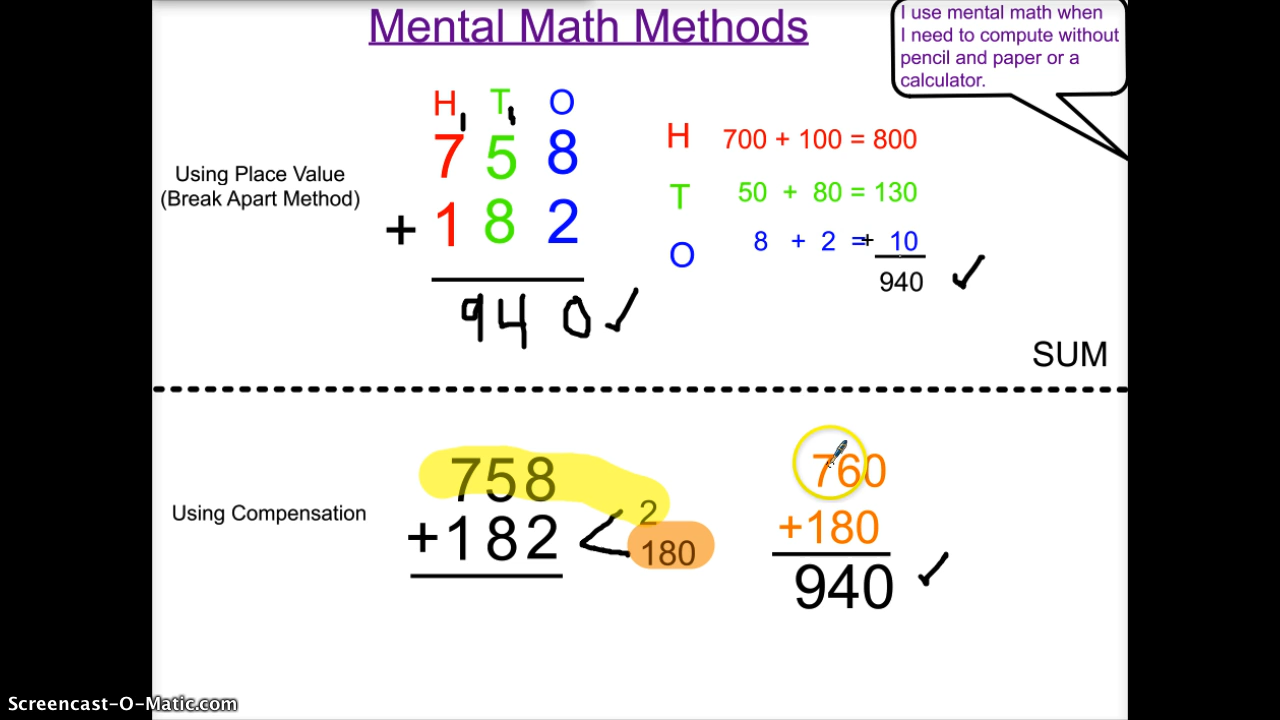 Mental Math Methods
I use mental math when
I need to compute without
pencil and paper or a
calculator.
H T O
1 1
7 5 8
+ 1 8 2
9 4 0
Using Place Value
(Break Apart Method)
H 700 + 100 = 800
T 50 + 80 = 130
O 8 + 2 = + 10
940
SUM
Using Compensation
758
+182
2
180
760
+180
940
Screencast-O-Matic.com